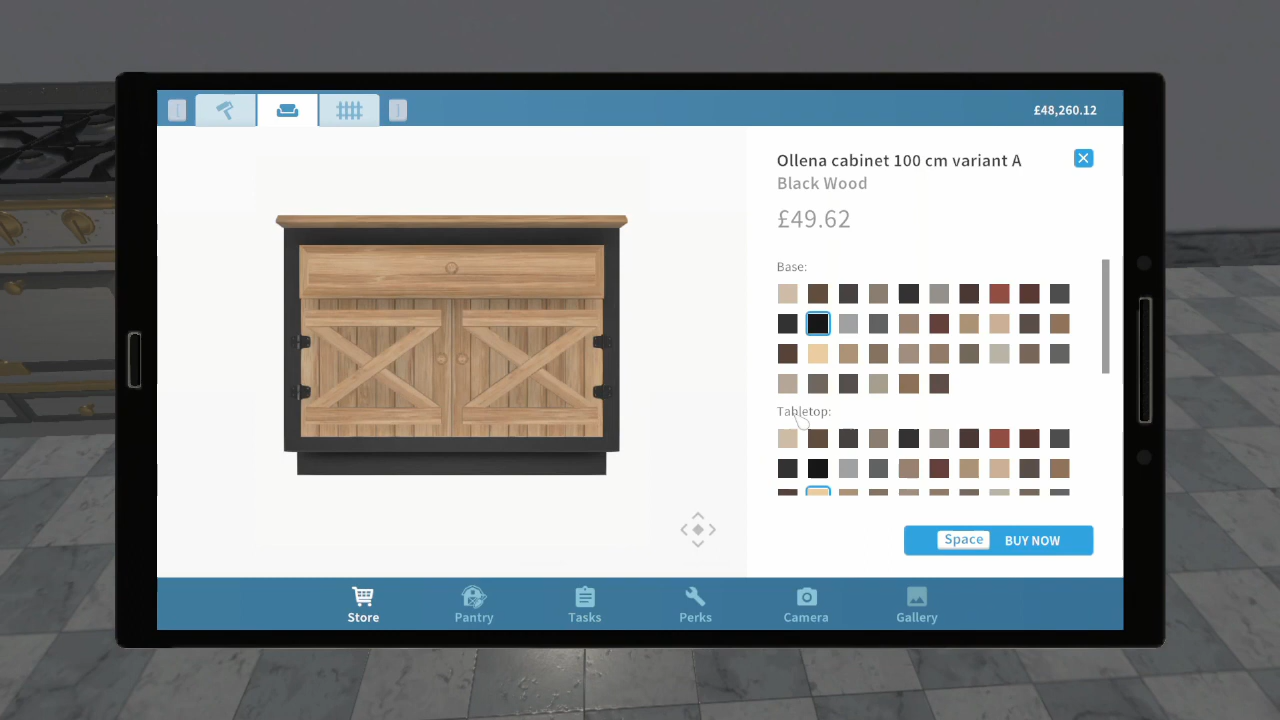 £48,260.12
Ollena cabinet 100 cm variant A
Black Wood
£49.62
Base:
Tabletop:
Space BUY NOW
Store Pantry Tasks Perks Camera Gallery